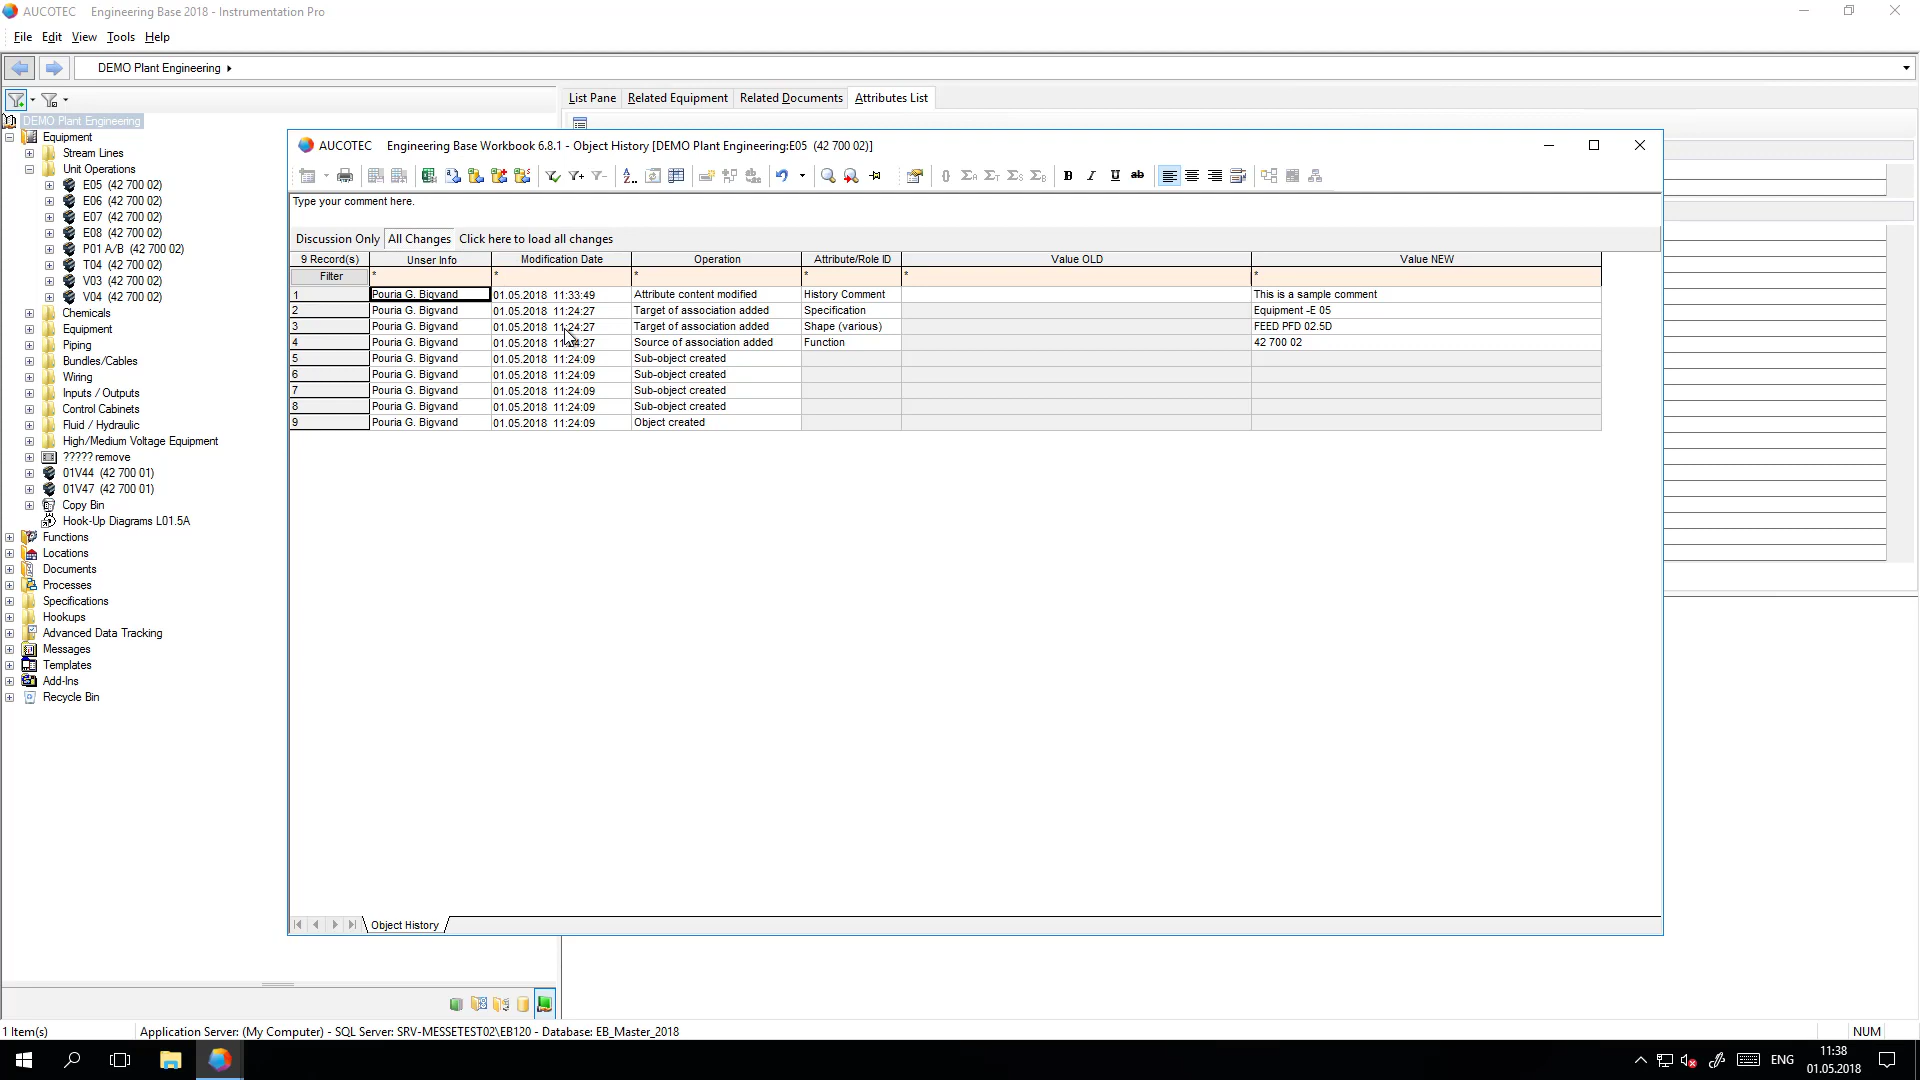 AUCOTEC Engineering Base 2018 - Instrumentation Pro
File Edit View Tools Help
DEMO Plant Engineering
List Pane Related Equipment Related Documents Attributes List
DEMO Plant Engineering
Equipment
Stream Lines
Unit Operations
E05 (42 700 02)
E06 (42 700 02)
E07 (42 700 02)
E08 (42 700 02)
P01 A/B (42 700 02)
T04 (42 700 02)
V03 (42 700 02)
V04 (42 700 02)
Chemicals
Equipment
Piping
Bundles/Cables
Wiring
Inputs / Outputs
Control Cabinets
Fluid / Hydraulic
High/Medium Voltage Equipment
????? remove
01V44 (42 700 01)
01V47 (42 700 01)
Copy Bin
Hook-Up Diagrams L01.5A
Functions
Locations
Documents
Processes
Specifications
Hookups
Advanced Data Tracking
Messages
Templates
Add-Ins
Recycle Bin
AUCOTEC Engineering Base Workbook 6.8.1 - Object History [DEMO Plant Engineering:E05 (42 700 02)]
Type your comment here.
Discussion Only All Changes Click here to load all changes
9 Record(s) Unser Info Modification Date Operation Attribute/Role ID Value OLD Value NEW
Filter * * * * * *
1 Pouria G. Bigvand 01.05.2018 11:33:49 Attribute content modified History Comment This is a sample comment
2 Pouria G. Bigvand 01.05.2018 11:24:27 Target of association added Specification Equipment -E 05
3 Pouria G. Bigvand 01.05.2018 11:24:27 Target of association added Shape (various) FEED PFD 02.5D
4 Pouria G. Bigvand 01.05.2018 11:24:27 Source of association added Function 42 700 02
5 Pouria G. Bigvand 01.05.2018 11:24:09 Sub-object created
6 Pouria G. Bigvand 01.05.2018 11:24:09 Sub-object created
7 Pouria G. Bigvand 01.05.2018 11:24:09 Sub-object created
8 Pouria G. Bigvand 01.05.2018 11:24:09 Sub-object created
9 Pouria G. Bigvand 01.05.2018 11:24:09 Object created
Object History
1 Item(s) Application Server: (My Computer) - SQL Server: SRV-MESSETEST02\EB120 - Database: EB_Master_2018 NUM
ENG 11:38
01.05.2018